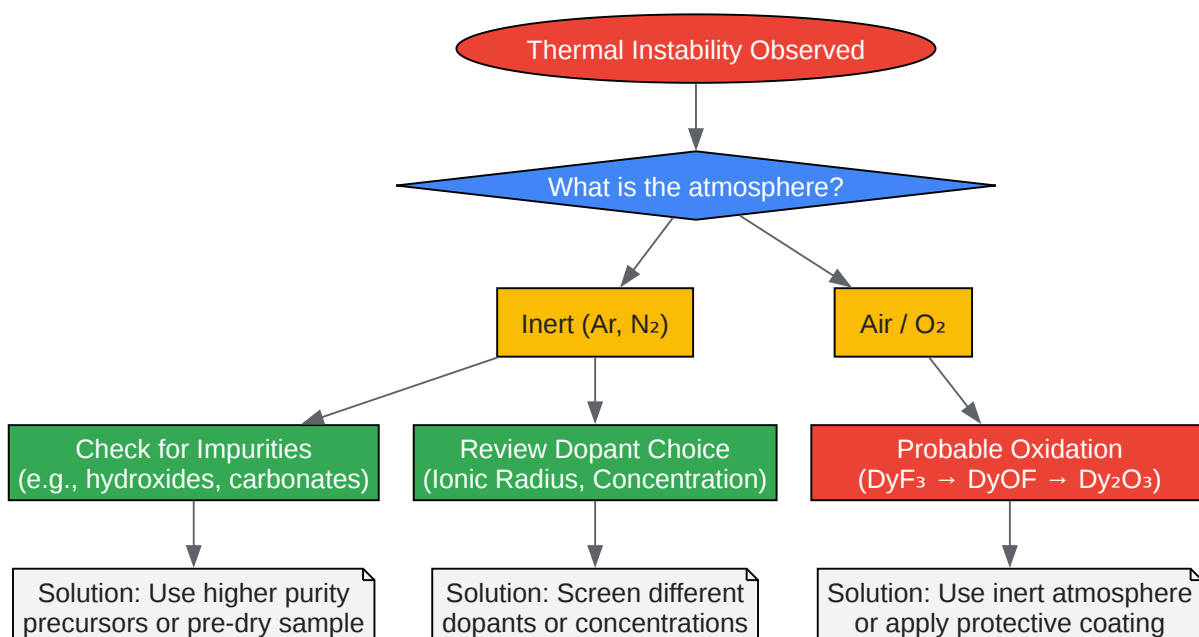 Thermal Instability Observed
What is the atmosphere?
Inert (Ar, N₂)
Air / O₂
Check for Impurities
(e.g., hydroxides, carbonates)
Review Dopant Choice
(Ionic Radius, Concentration)
Probable Oxidation
(DyF₃ → DyOF → Dy₂O₃)
Solution: Use higher purity
precursors or pre-dry sample
Solution: Screen different
dopants or concentrations
Solution: Use inert atmosphere
or apply protective coating